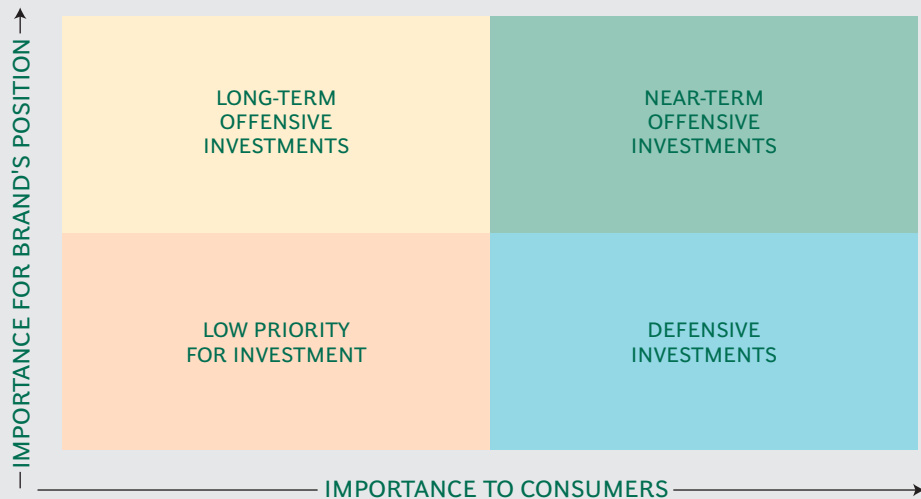 IMPORTANCE FOR BRAND'S POSITION
LONG-TERM
OFFENSIVE
INVESTMENTS
NEAR-TERM
OFFENSIVE
INVESTMENTS
LOW PRIORITY
FOR INVESTMENT
DEFENSIVE
INVESTMENTS
IMPORTANCE TO CONSUMERS